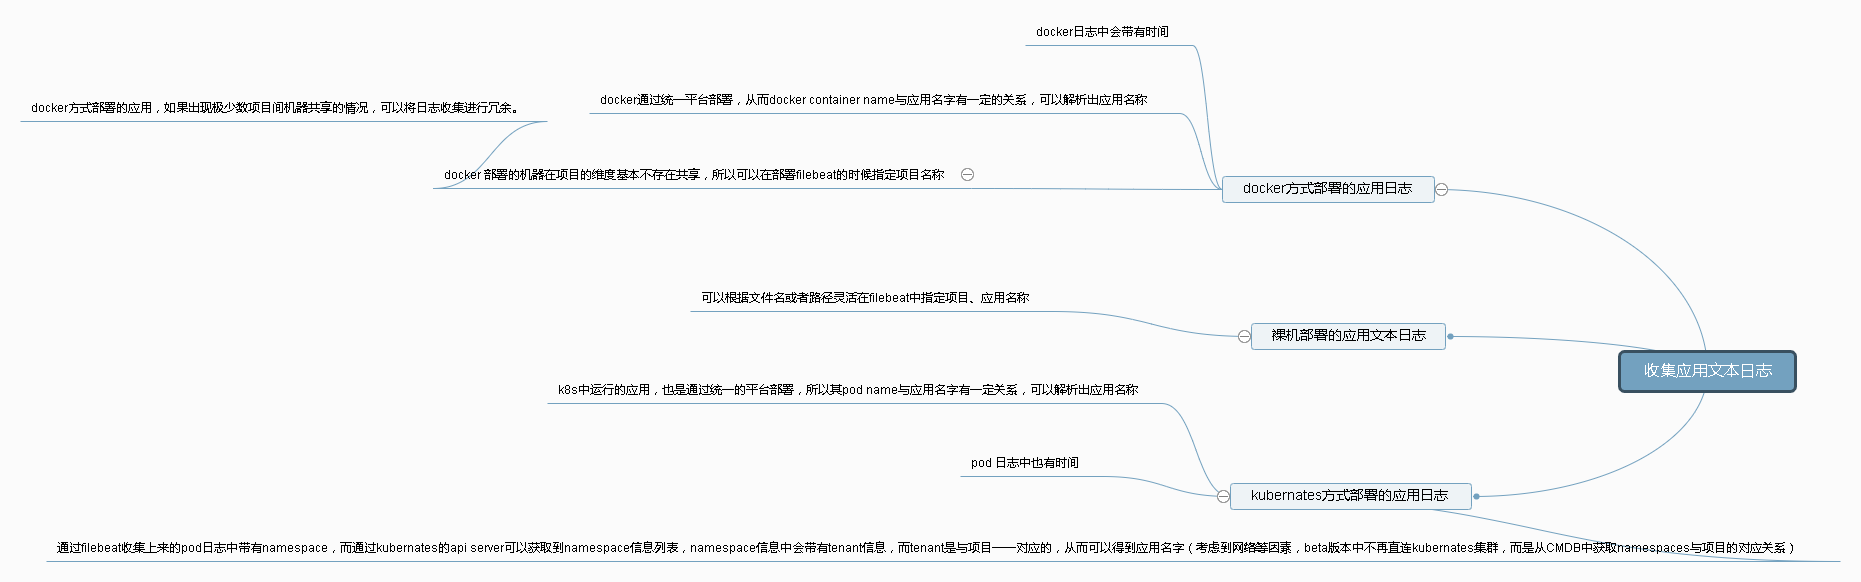 docker日志中会带有时间
docker通过统一平台部署，从而docker container name与应用名字有一定的关系，可以解析出应用名称
docker方式部署的应用，如果出现极少数项目间机器共享的情况，可以将日志收集进行冗余。
docker 部署的机器在项目的维度基本不存在共享，所以可以在部署filebeat的时候指定项目名称
docker方式部署的应用日志
可以根据文件名或者路径灵活在filebeat中指定项目、应用名称
裸机部署的应用文本日志
收集应用文本日志
k8s中运行的应用，也是通过统一的平台部署，所以其pod name与应用名字有一定关系，可以解析出应用名称
pod 日志中也有时间
kubernates方式部署的应用日志
通过filebeat收集上来的pod日志中带有namespace，而通过kubernates的api server可以获取到namespace信息列表，namespace信息中会带有tenant信息，而tenant是与项目一一对应的，从而可以得到应用名字（考虑到网络等因素，beta版本中不再直连kubernates集群，而是从CMDB中获取namespaces与项目的对应关系）